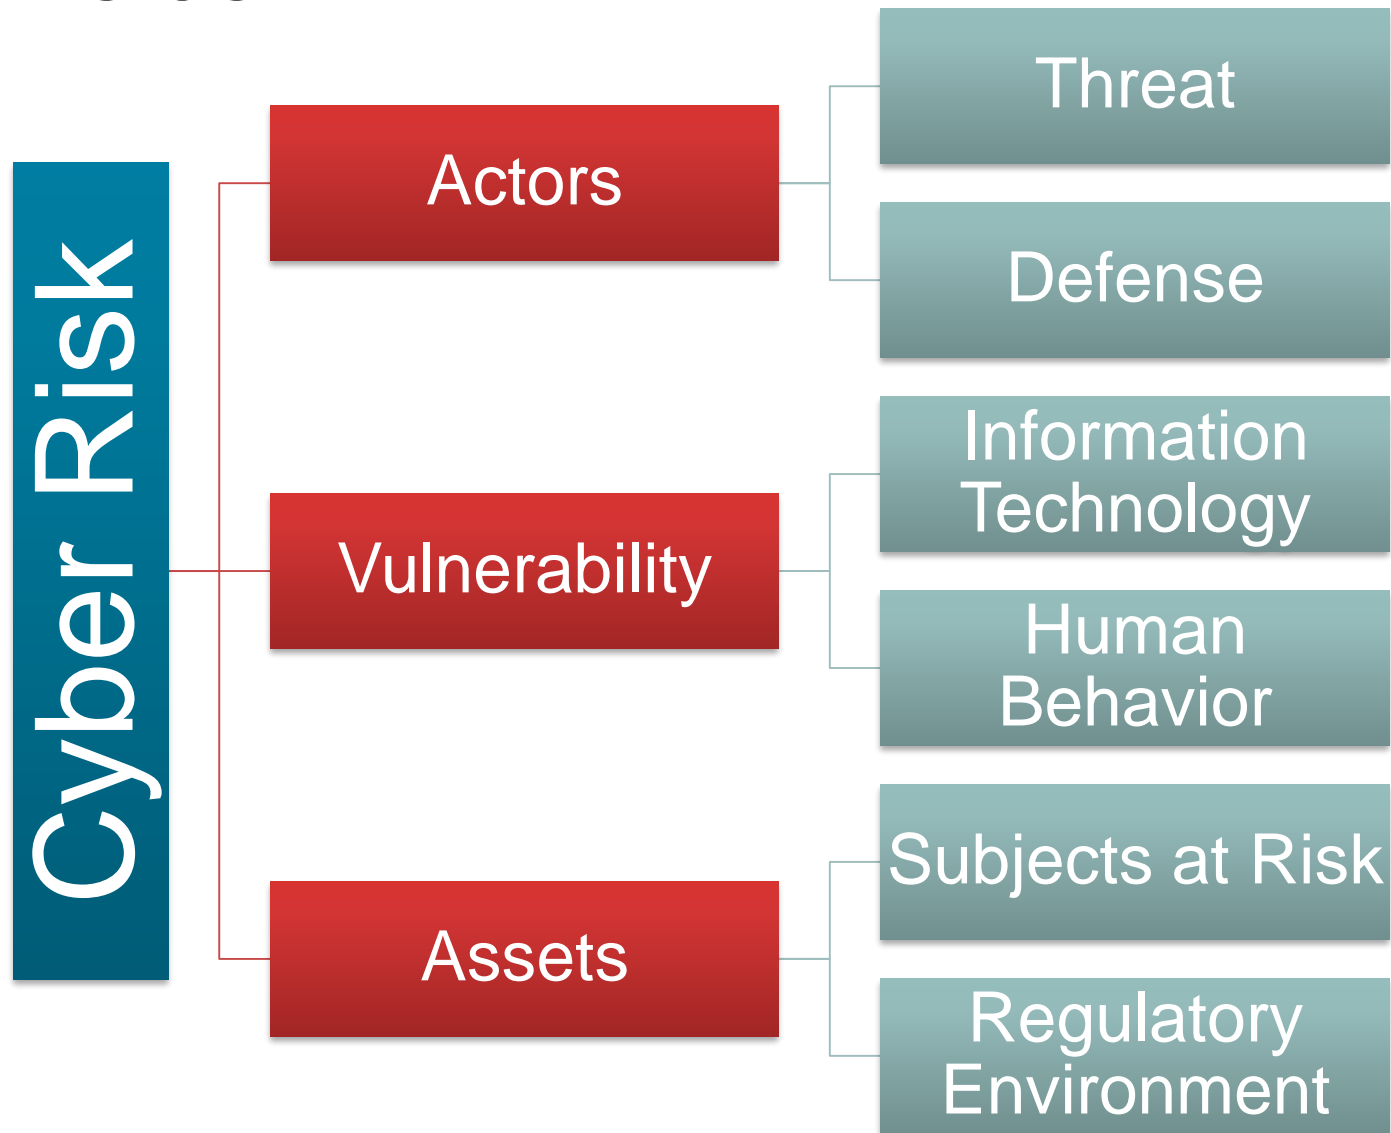 Cyber Risk
Actors
Threat
Defense
Vulnerability
Information
Technology
Human
Behavior
Assets
Subjects at Risk
Regulatory
Environment